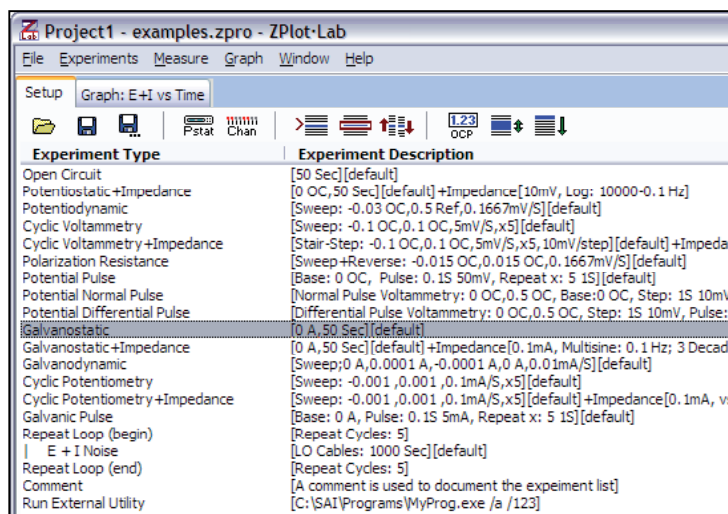 Z Lab Project1 - examples.zpro - ZPlot·Lab
File Experiments Measure Graph Window Help
Setup Graph: E+I vs Time
Pstat Chan 1.23 OCP
Experiment Type Experiment Description
Open Circuit [50 Sec][default]
Potentiostatic+Impedance [0 OC,50 Sec][default]+Impedance[10mV, Log: 10000-0.1 Hz]
Potentiodynamic [Sweep: -0.03 OC,0.5 Ref,0.1667mV/S][default]
Cyclic Voltammetry [Sweep: -0.1 OC,0.1 OC,5mV/S,x5][default]
Cyclic Voltammetry+Impedance [Stair-Step: -0.1 OC,0.1 OC,5mV/S,x5,10mV/step][default]+Impeda
Polarization Resistance [Sweep+Reverse: -0.015 OC,0.015 OC,0.1667mV/S][default]
Potential Pulse [Base: 0 OC, Pulse: 0.1S 50mV, Repeat x: 5 1S][default]
Potential Normal Pulse [Normal Pulse Voltammetry: 0 OC,0.5 OC, Base:0 OC, Step: 1S 10mV
Potential Differential Pulse [Differential Pulse Voltammetry: 0 OC,0.5 OC, Step: 1S 10mV, Pulse:
Galvanostatic [0 A,50 Sec][default]
Galvanostatic+Impedance [0 A,50 Sec][default]+Impedance[0.1mA, Multisine: 0.1 Hz; 3 Decad
Galvanodynamic [Sweep;0 A,0.0001 A,-0.0001 A,0 A,0.01mA/S][default]
Cyclic Potentiometry [Sweep: -0.001 ,0.001 ,0.1mA/S,x5][default]
Cyclic Potentiometry+Impedance [Sweep: -0.001 ,0.001 ,0.1mA/S,x5][default]+Impedance[0.1mA, vs
Galvanic Pulse [Base: 0 A, Pulse: 0.1S 5mA, Repeat x: 5 1S][default]
Repeat Loop (begin) [Repeat Cycles: 5]
| E + I Noise [LO Cables: 1000 Sec][default]
Repeat Loop (end) [Repeat Cycles: 5]
Comment [A comment is used to document the expeiment list]
Run External Utility [C:\SAI\Programs\MyProg.exe /a /123]